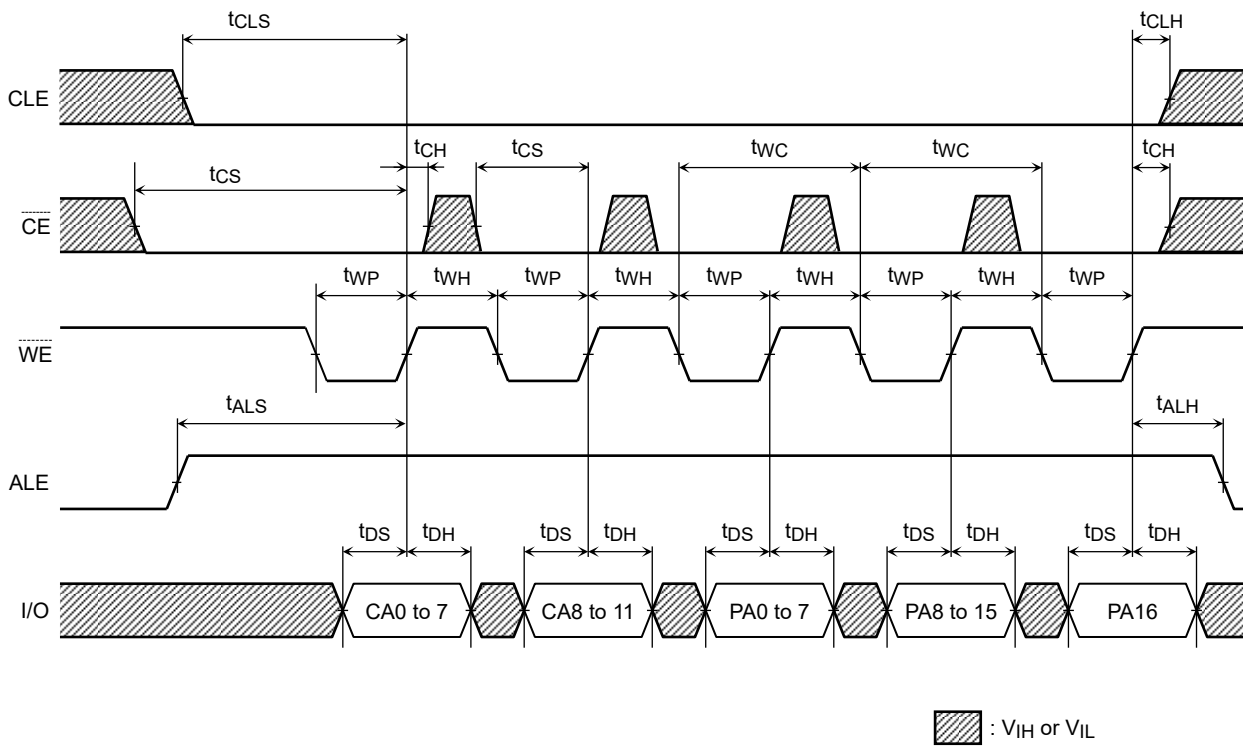 tCLS tCLH
CLE
tCH tCS tWC tWC tCH
tCS
CE
tWP tWH tWP tWH tWP tWH tWP tWH tWP
WE
tALS tALH
ALE
tDS tDH tDS tDH tDS tDH tDS tDH tDS tDH
I/O CA0 to 7 CA8 to 11 PA0 to 7 PA8 to 15 PA16
: VIH or VIL